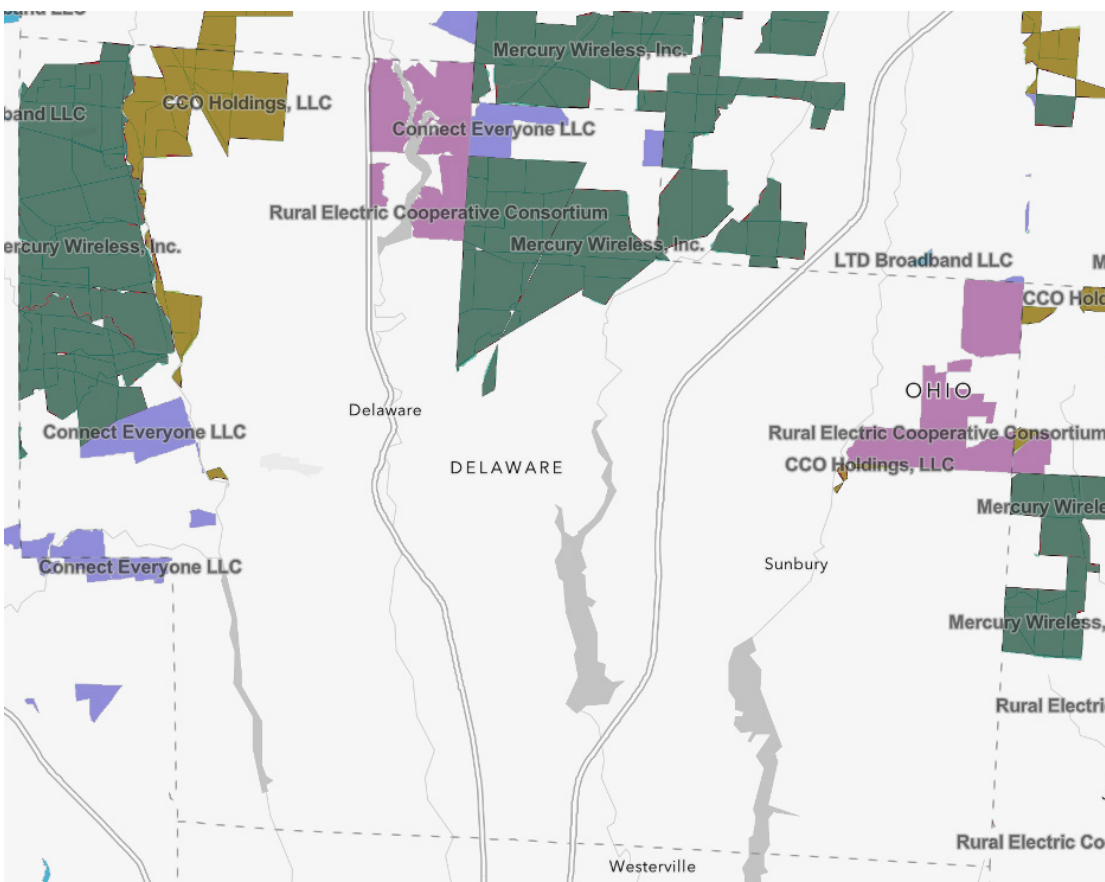 band LLC
Mercury Wireless, Inc.
CCO Holdings, LLC
band LLC
Connect Everyone LLC
Rural Electric Cooperative Consortium
Mercury Wireless, Inc.
ercury Wireless, Inc.
LTD Broadband LLC
M
CCO Hold
OHIO
Delaware
Connect Everyone LLC
Rural Electric Cooperative Consortium
DELAWARE
CCO Holdings, LLC
Mercury Wirele
Connect Everyone LLC
Sunbury
Mercury Wireless,
Rural Electri
Rural Electric Co
Westerville